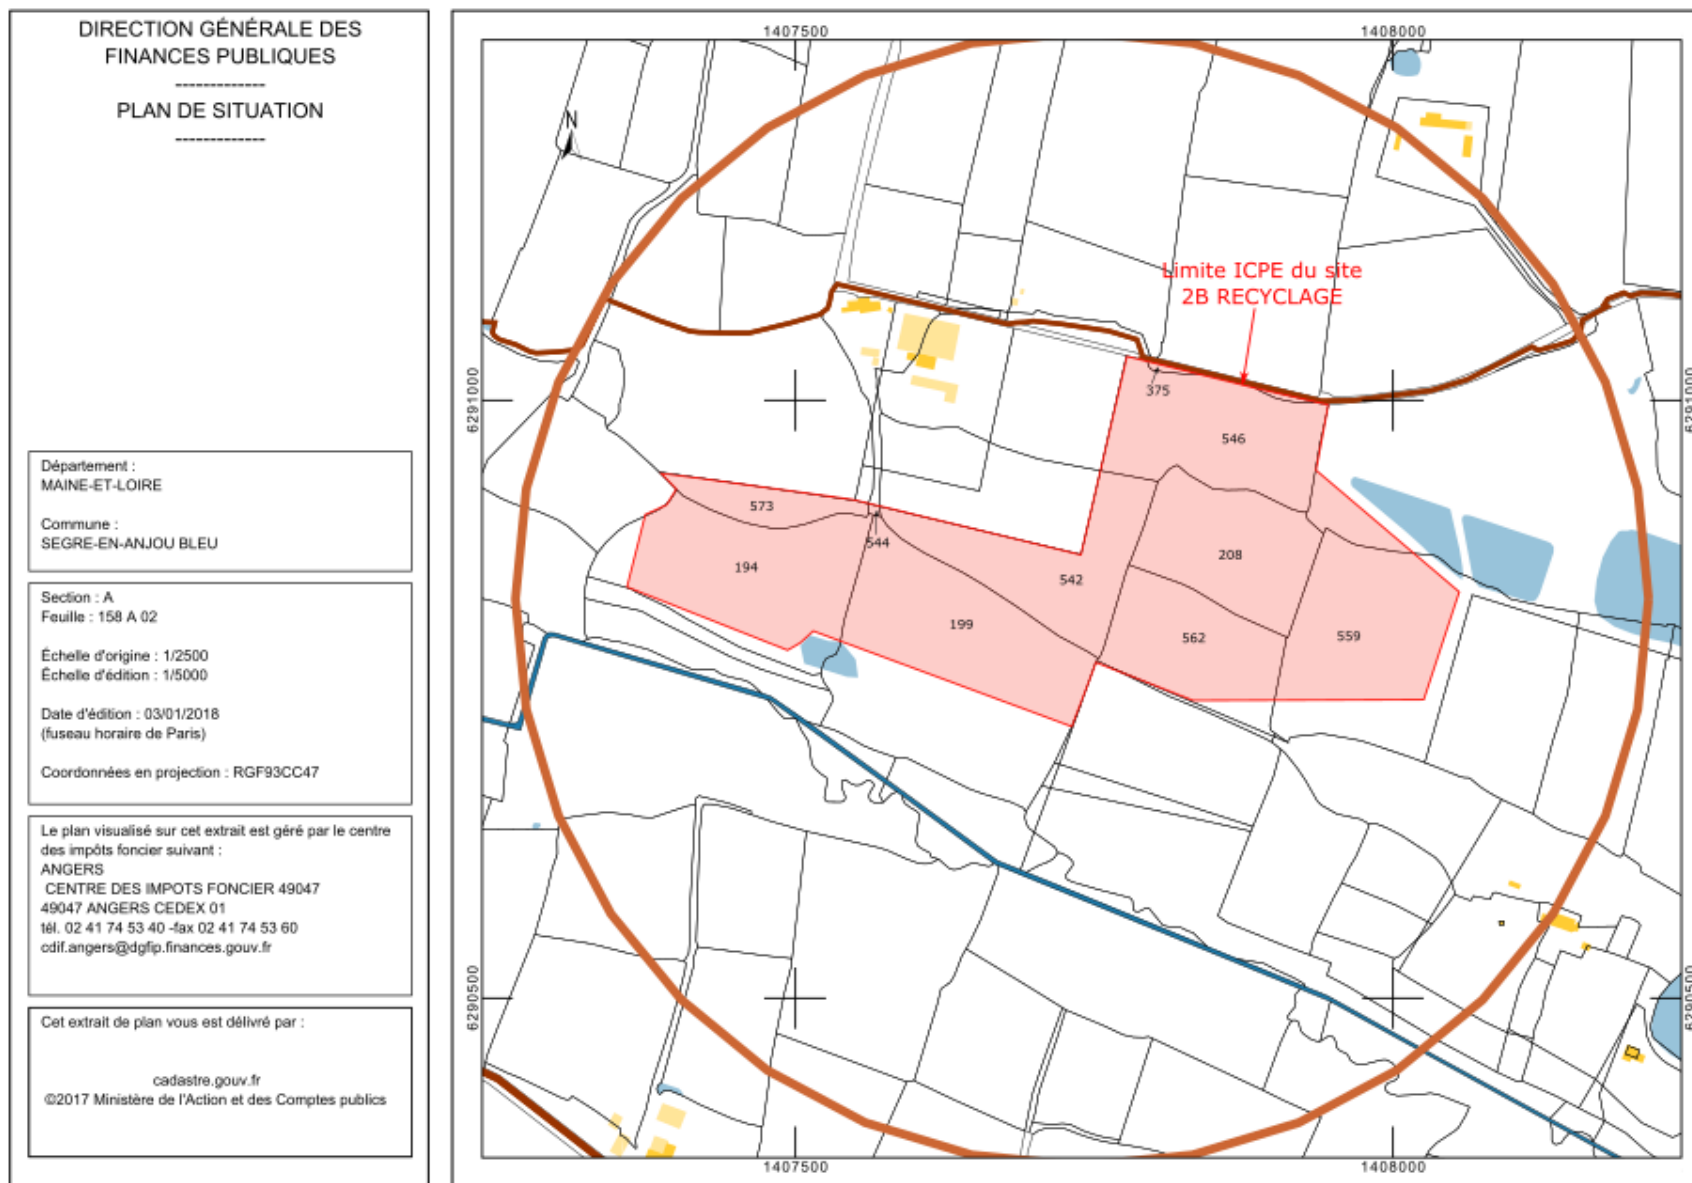 DIRECTION GÉNÉRALE DES
FINANCES PUBLIQUES
-------------
PLAN DE SITUATION
-------------
Département :
MAINE-ET-LOIRE
Commune :
SEGRE-EN-ANJOU BLEU
Section : A
Feuille : 158 A 02
Échelle d'origine : 1/2500
Échelle d'édition : 1/5000
Date d'édition : 03/01/2018
(fuseau horaire de Paris)
Coordonnées en projection : RGF93CC47
Le plan visualisé sur cet extrait est géré par le centre
des impôts foncier suivant :
ANGERS
CENTRE DES IMPOTS FONCIER 49047
49047 ANGERS CEDEX 01
tél. 02 41 74 53 40 -fax 02 41 74 53 60
cdif.angers@dgfip.finances.gouv.fr
Cet extrait de plan vous est délivré par :
cadastre.gouv.fr
©2017 Ministère de l'Action et des Comptes publics
1407500
1408000
N
Limite ICPE du site
2B RECYCLAGE
6291000
6291000
375
546
573
544
194
542
208
199
562
559
6290500
6290500
1407500
1408000